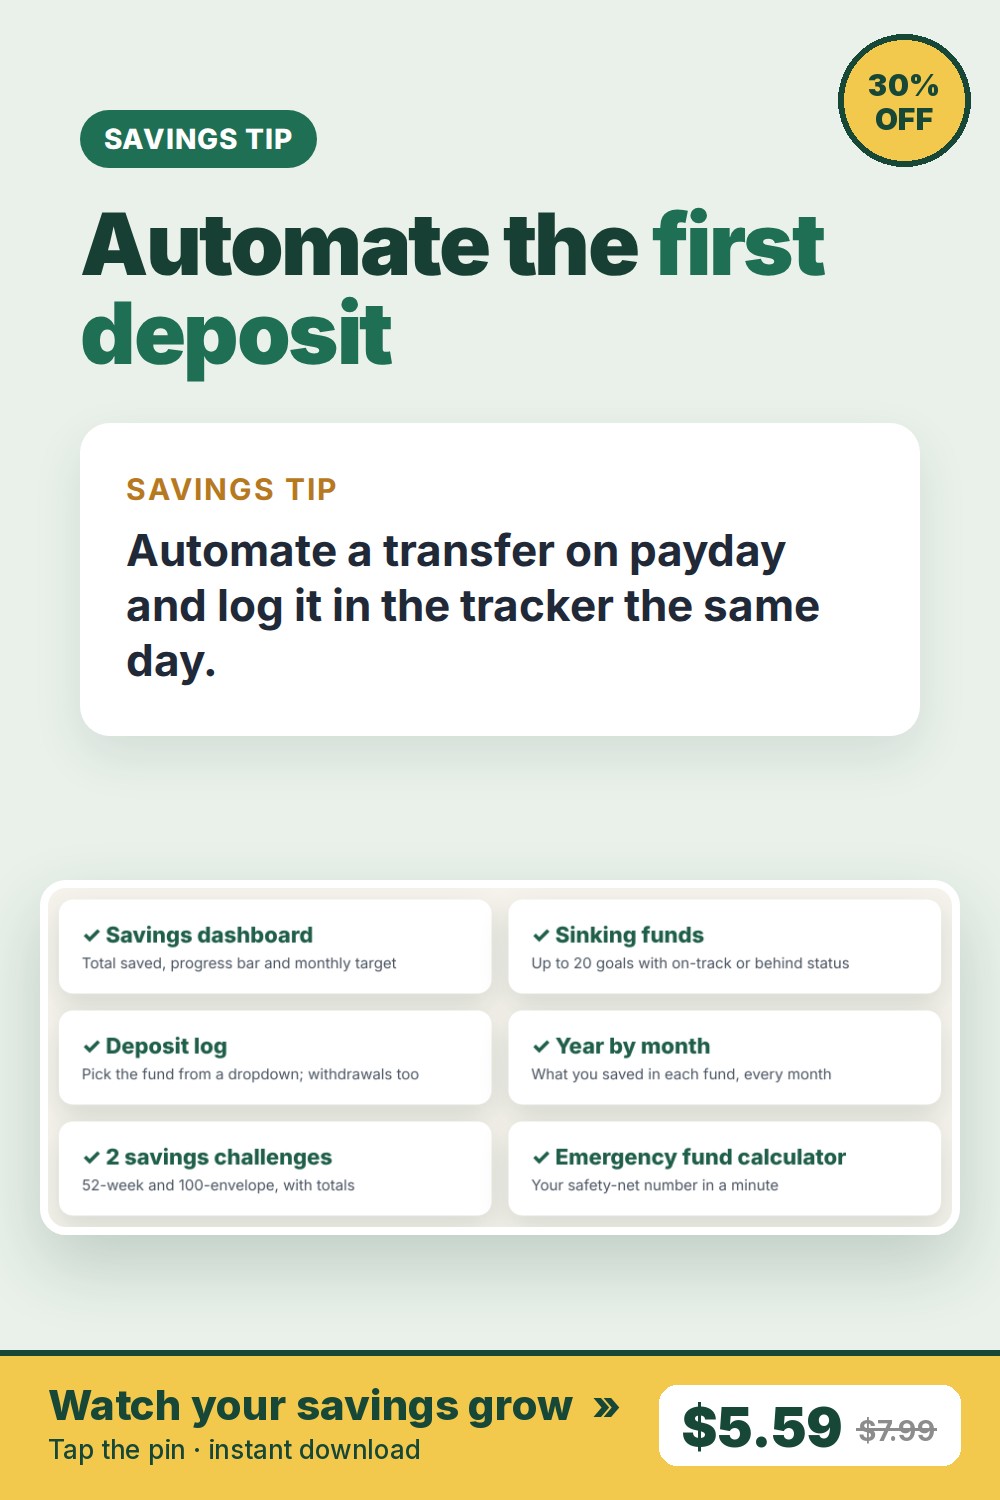 30%
OFF
SAVINGS TIP
Automate the first
deposit
SAVINGS TIP
Automate a transfer on payday
and log it in the tracker the same
day.
✓ Savings dashboard
Total saved, progress bar and monthly target
✓ Sinking funds
Up to 20 goals with on-track or behind status
✓ Deposit log
Pick the fund from a dropdown; withdrawals too
✓ Year by month
What you saved in each fund, every month
✓ 2 savings challenges
52-week and 100-envelope, with totals
✓ Emergency fund calculator
Your safety-net number in a minute
Watch your savings grow »
Tap the pin · instant download
$5.59 $7.99